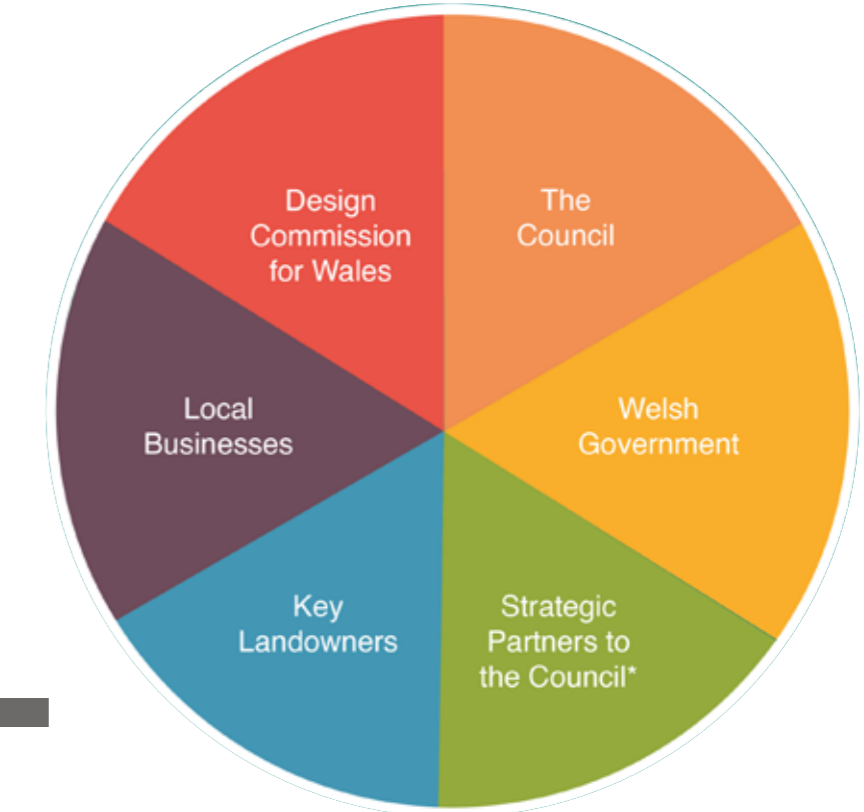 Design
Commission
for Wales
The
Council
Local
Businesses
Welsh
Government
Key
Landowners
Strategic
Partners to
the Council*